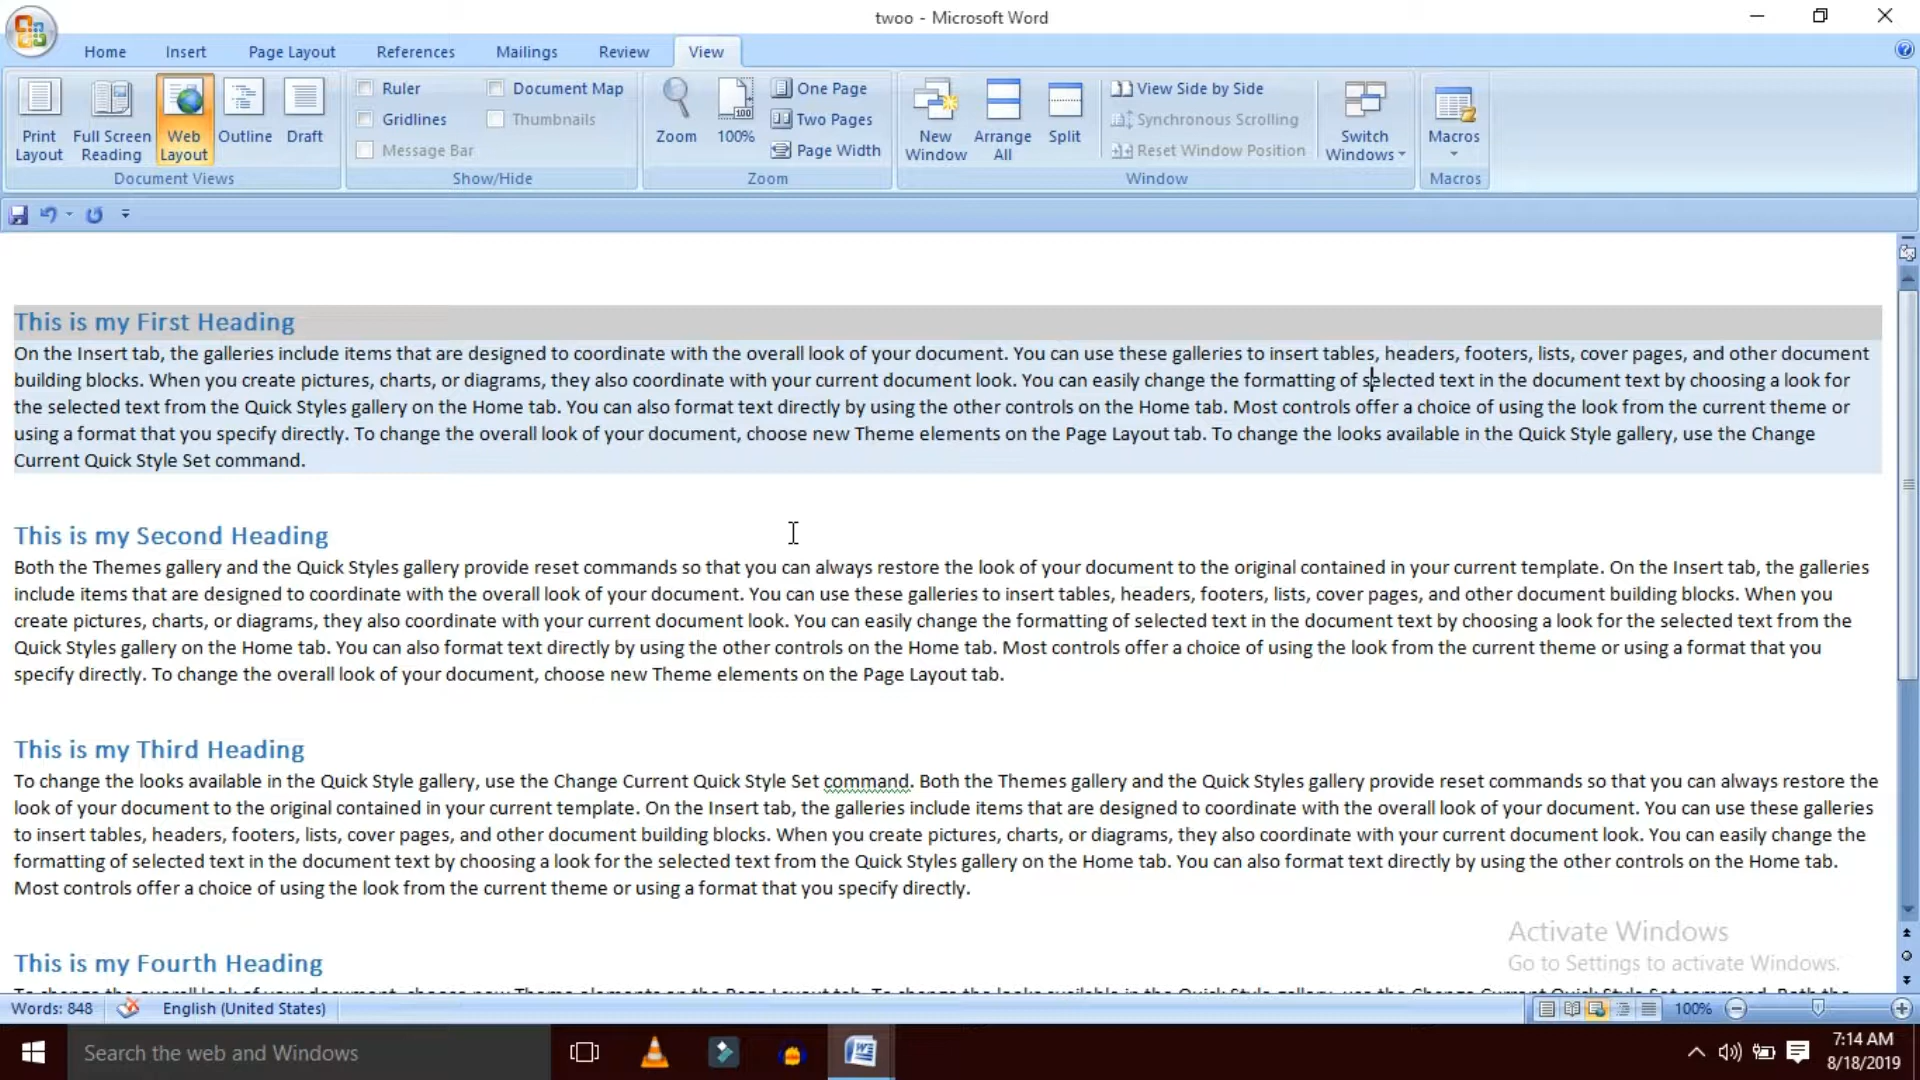 twoo - Microsoft Word
Home Insert Page Layout References Mailings Review View
Print Layout
Full Screen Reading
Web Layout
Outline
Draft
Document Views
Ruler
Gridlines
Message Bar
Document Map
Thumbnails
Show/Hide
Zoom
100
100%
One Page
Two Pages
Page Width
Zoom
New Window
Arrange All
Split
View Side by Side
Synchronous Scrolling
Reset Window Position
Switch Windows
Window
Macros
Macros
This is my First Heading
On the Insert tab, the galleries include items that are designed to coordinate with the overall look of your document. You can use these galleries to insert tables, headers, footers, lists, cover pages, and other document
building blocks. When you create pictures, charts, or diagrams, they also coordinate with your current document look. You can easily change the formatting of selected text in the document text by choosing a look for
the selected text from the Quick Styles gallery on the Home tab. You can also format text directly by using the other controls on the Home tab. Most controls offer a choice of using the look from the current theme or
using a format that you specify directly. To change the overall look of your document, choose new Theme elements on the Page Layout tab. To change the looks available in the Quick Style gallery, use the Change
Current Quick Style Set command.
This is my Second Heading
Both the Themes gallery and the Quick Styles gallery provide reset commands so that you can always restore the look of your document to the original contained in your current template. On the Insert tab, the galleries
include items that are designed to coordinate with the overall look of your document. You can use these galleries to insert tables, headers, footers, lists, cover pages, and other document building blocks. When you
create pictures, charts, or diagrams, they also coordinate with your current document look. You can easily change the formatting of selected text in the document text by choosing a look for the selected text from the
Quick Styles gallery on the Home tab. You can also format text directly by using the other controls on the Home tab. Most controls offer a choice of using the look from the current theme or using a format that you
specify directly. To change the overall look of your document, choose new Theme elements on the Page Layout tab.
This is my Third Heading
To change the looks available in the Quick Style gallery, use the Change Current Quick Style Set command. Both the Themes gallery and the Quick Styles gallery provide reset commands so that you can always restore the
look of your document to the original contained in your current template. On the Insert tab, the galleries include items that are designed to coordinate with the overall look of your document. You can use these galleries
to insert tables, headers, footers, lists, cover pages, and other document building blocks. When you create pictures, charts, or diagrams, they also coordinate with your current document look. You can easily change the
formatting of selected text in the document text by choosing a look for the selected text from the Quick Styles gallery on the Home tab. You can also format text directly by using the other controls on the Home tab.
Most controls offer a choice of using the look from the current theme or using a format that you specify directly.
Activate Windows
Go to Settings to activate Windows.
This is my Fourth Heading
Words: 848 English (United States) 100%
Search the web and Windows
7:14 AM
8/18/2019